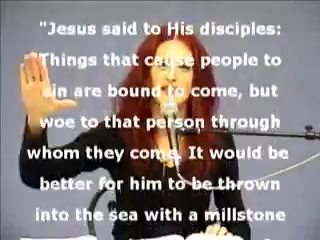 "Jesus said to His disciples:
Things that cause people to
sin are bound to come, but
woe to that person through
whom they come. It would be
better for him to be thrown
into the sea with a millstone